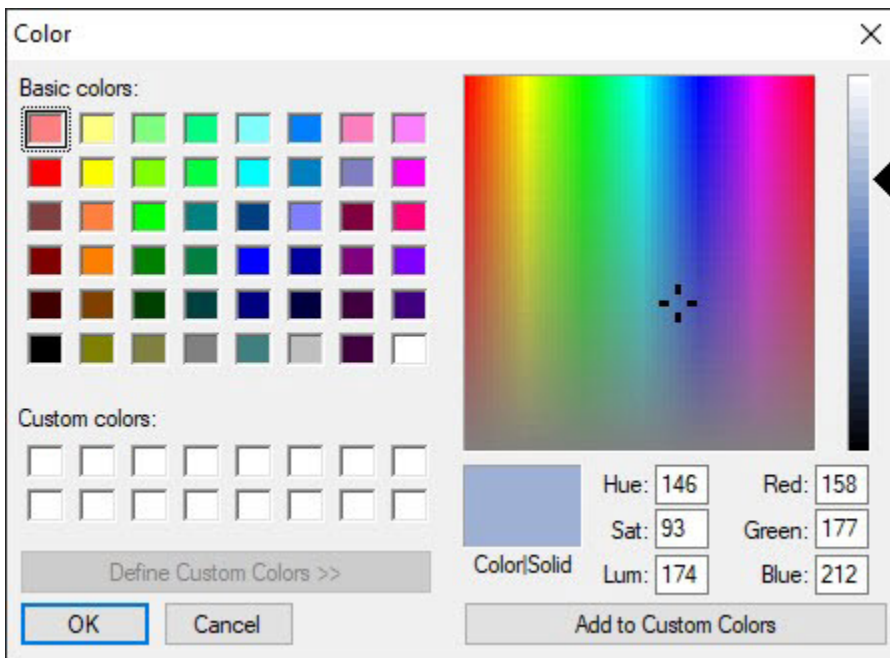 Color
Basic colors:
Custom colors:
Define Custom Colors >>
OK
Cancel
Color|Solid
Hue: 146
Sat: 93
Lum: 174
Red: 158
Green: 177
Blue: 212
Add to Custom Colors